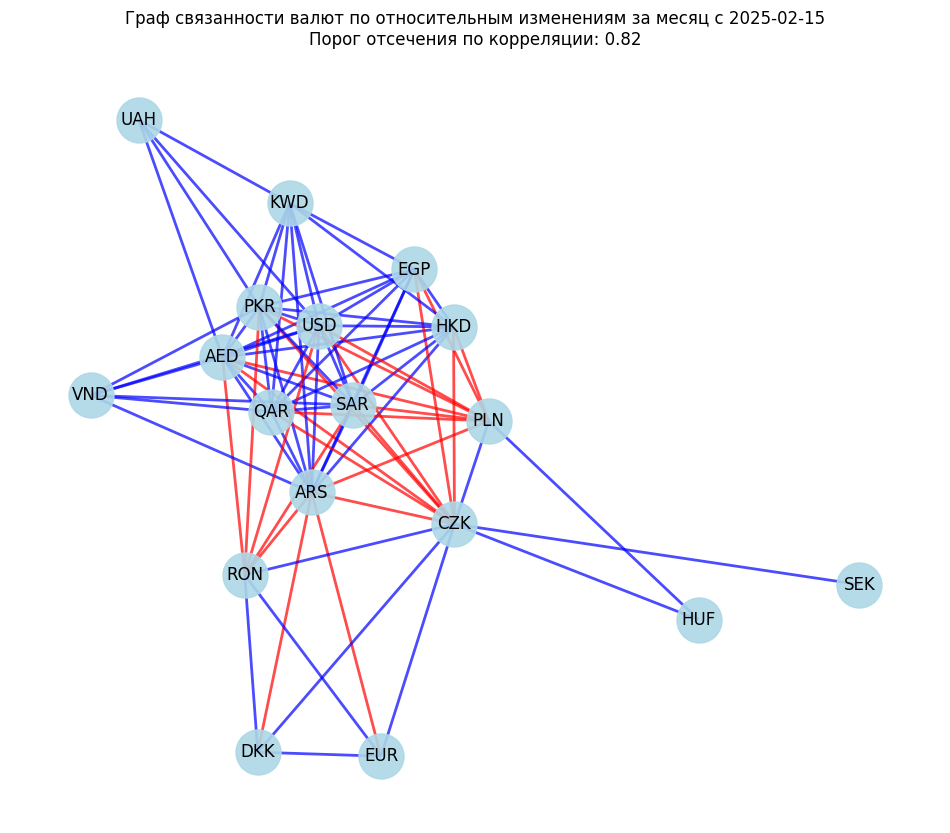 Граф связанности валют по относительным изменениям за месяц с 2025-02-15
Порог отсечения по корреляции: 0.82
UAH
KWD
EGP
PKR
USD
HKD
AED
VND
QAR
SAR
PLN
ARS
CZK
RON
SEK
HUF
DKK
EUR